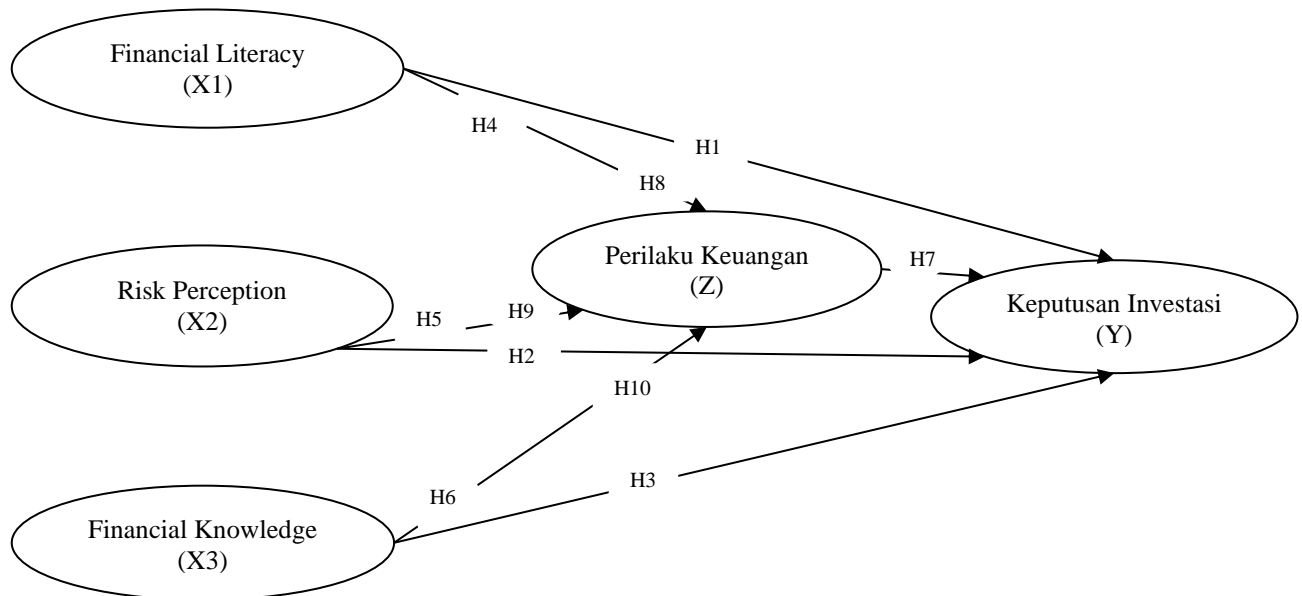 Financial Literacy
(X1)
H4
H1
H8
Perilaku Keuangan
(Z)
H7
Risk Perception
(X2)
Keputusan Investasi
(Y)
H5
H9
H2
H10
H3
H6
Financial Knowledge
(X3)